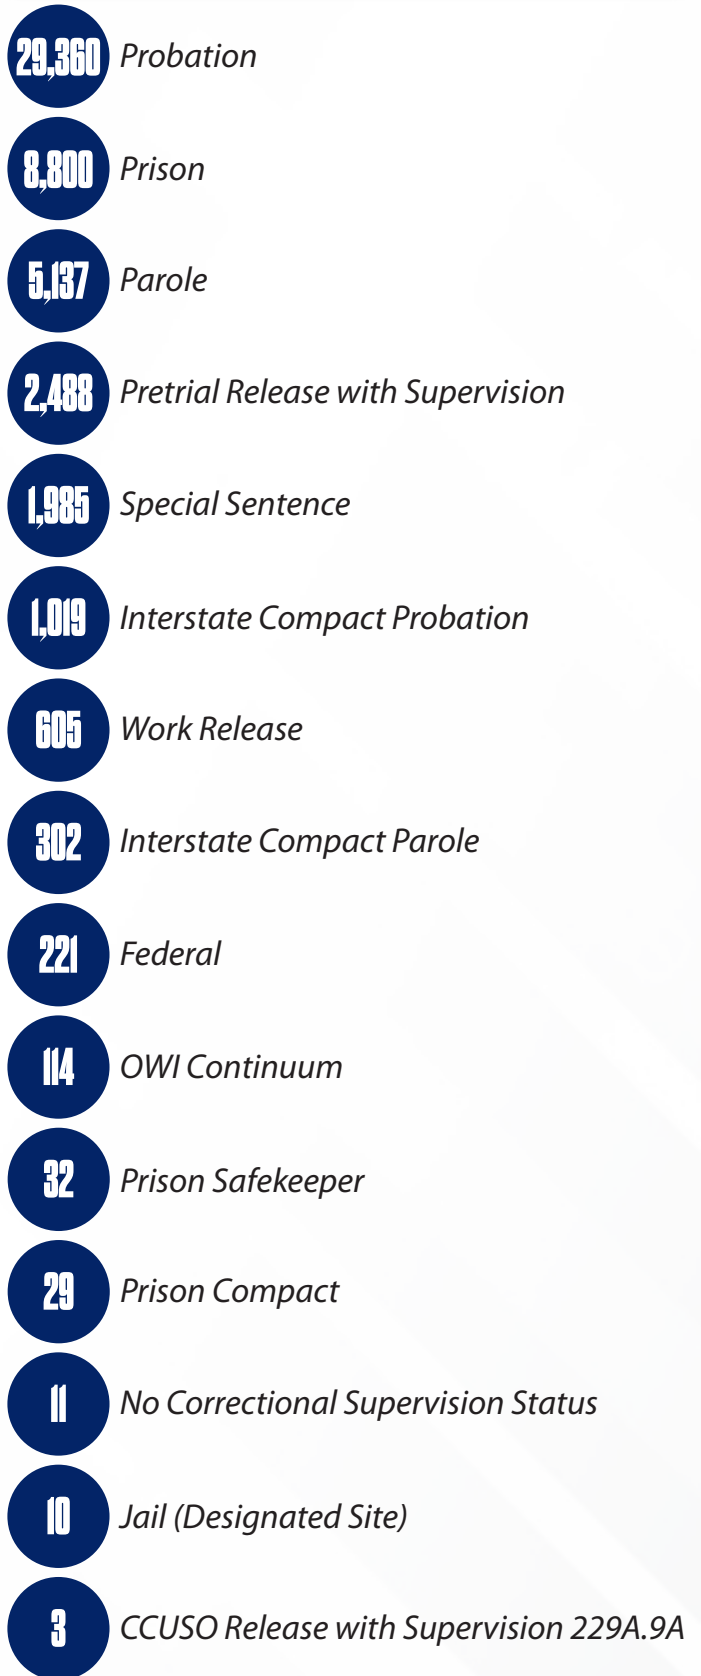 29,360 Probation
8,800 Prison
5,137 Parole
2,488 Pretrial Release with Supervision
1,985 Special Sentence
1,019 Interstate Compact Probation
605 Work Release
302 Interstate Compact Parole
221 Federal
114 OWI Continuum
32 Prison Safekeeper
29 Prison Compact
11 No Correctional Supervision Status
10 Jail (Designated Site)
3 CCUSO Release with Supervision 229A.9A